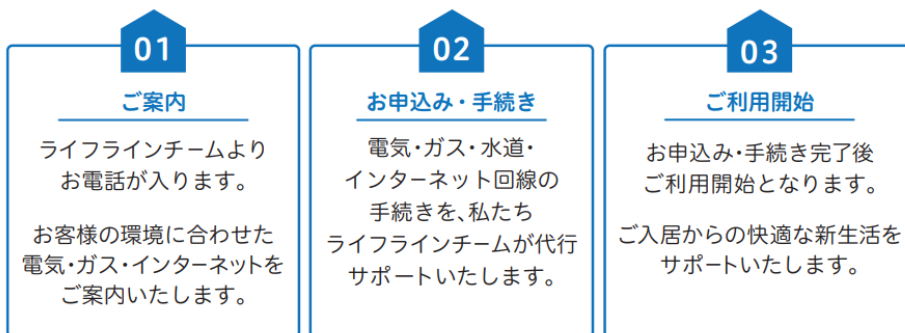 01
ご案内
ライフラインチームより
お電話が入ります。
お客様の環境に合わせた
電気・ガス・インターネットを
ご案内いたします。
02
お申込み・手続き
電気・ガス・水道・
インターネット回線の
手続きを、私たち
ライフラインチームが代行
サポートいたします。
03
ご利用開始
お申込み・手続き完了後
ご利用開始となります。
ご入居からの快適な新生活を
サポートいたします。